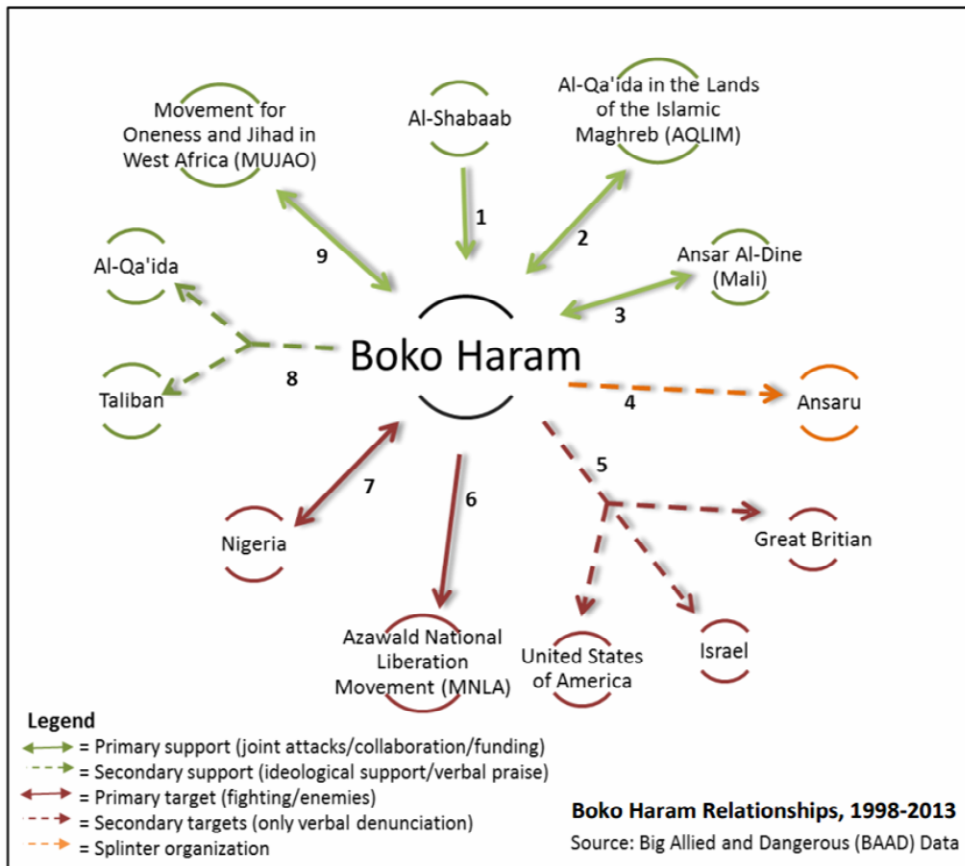 Movement for
Oneness and Jihad in
West Africa (MUJAO)
Al-Shabaab
Al-Qa'ida in the Lands
of the Islamic
Maghreb (AQLIM)
1
2
9
Al-Qa'ida
Ansar Al-Dine
(Mali)
3
Boko Haram
8
Taliban
4
Ansaru
5
7
6
Nigeria
Great Britian
Azawald National
Liberation
Movement (MNLA)
United States
of America
Israel
Legend
= Primary support (joint attacks/collaboration/funding)
= Secondary support (ideological support/verbal praise)
= Primary target (fighting/enemies)
= Secondary targets (only verbal denunciation)
= Splinter organization
Boko Haram Relationships, 1998-2013
Source: Big Allied and Dangerous (BAAD) Data